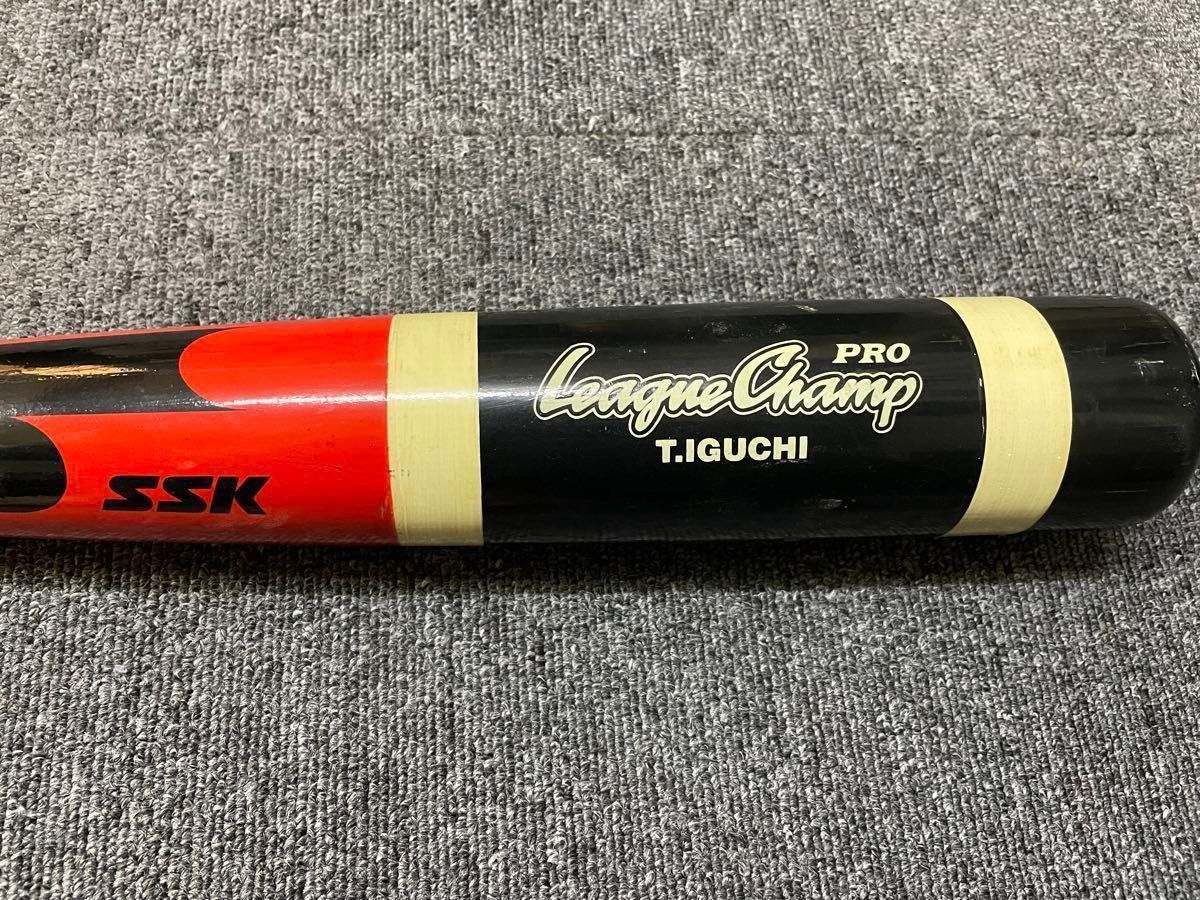 SSK
PRO
League Champ
T.IGUCHI